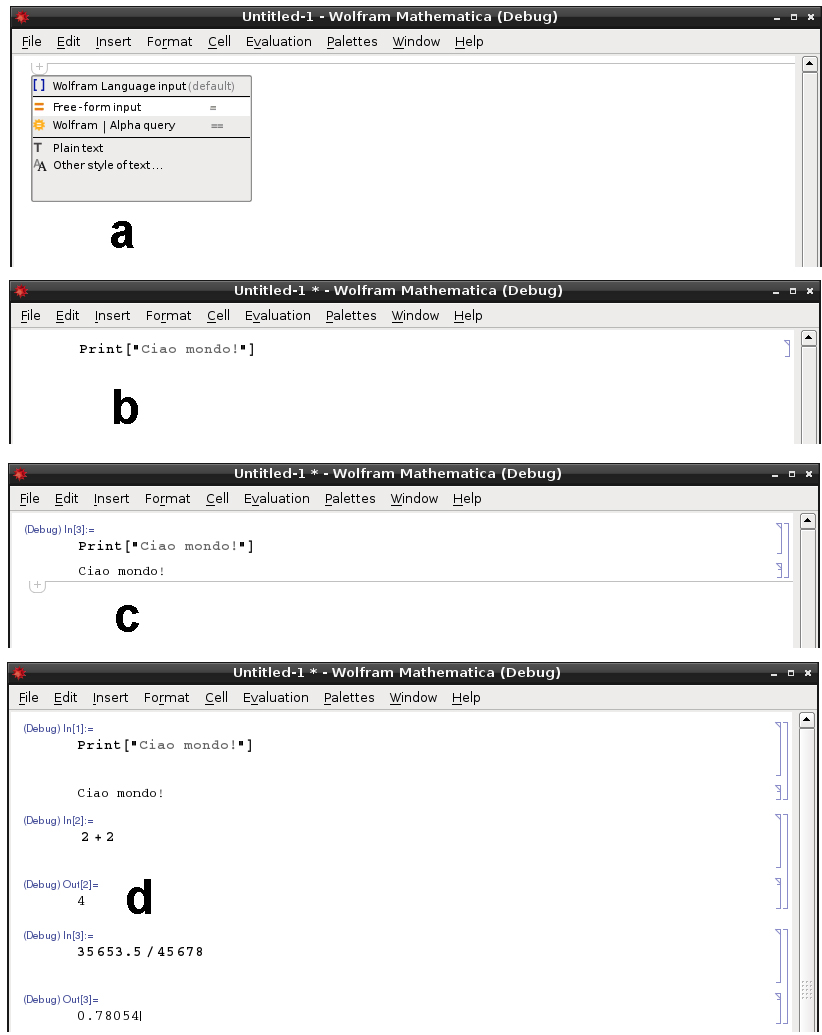 Untitled-1 - Wolfram Mathematica (Debug)
File Edit Insert Format Cell Evaluation Palettes Window Help
+
[ ] Wolfram Language input (default)
= Free-form input =
Wolfram | Alpha query ==
T Plain text
AA Other style of text...
a
Untitled-1 * - Wolfram Mathematica (Debug)
File Edit Insert Format Cell Evaluation Palettes Window Help
Print["Ciao mondo!"]
b
Untitled-1 * - Wolfram Mathematica (Debug)
File Edit Insert Format Cell Evaluation Palettes Window Help
(Debug) In[3]:=
Print["Ciao mondo!"]
Ciao mondo!
+
c
Untitled-1 * - Wolfram Mathematica (Debug)
File Edit Insert Format Cell Evaluation Palettes Window Help
(Debug) In[1]:=
Print["Ciao mondo!"]
Ciao mondo!
(Debug) In[2]:=
2 + 2
(Debug) Out[2]=
4
d
(Debug) In[3]:=
35653.5 / 45678
(Debug) Out[3]=
0.78054